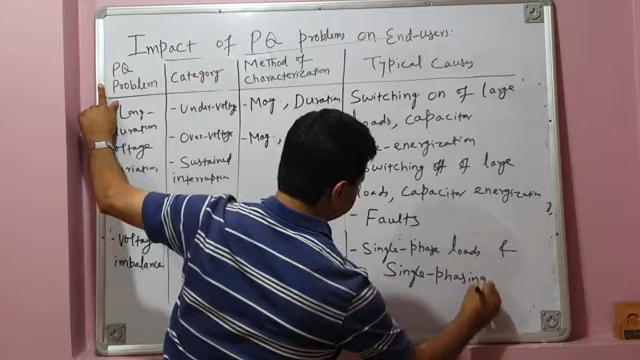 Impact of PQ problems on End-users:
PQ Problem
Category
Method of Characterization
Typical causes
- Long-
duration
voltage
- Under-voltage
- Over-voltage
- Sustained
interruption
- Mag, Duration
- Mag,
Switching on of large
loads, capacitor
-energization
Switching off of large
loads, capacitor energization
- Faults
- Voltage
imbalance
- Single-phase loads &
Single-phasing